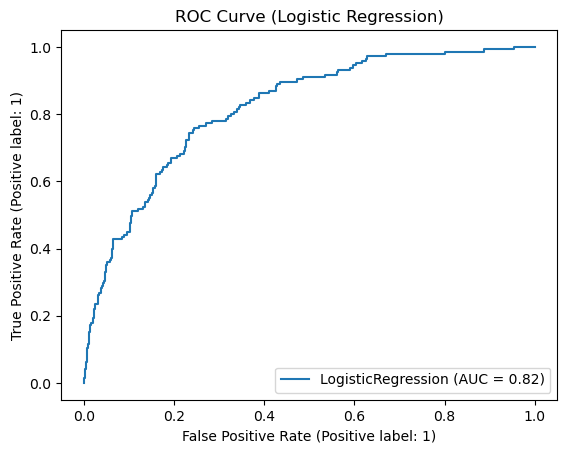 ROC Curve (Logistic Regression)
True Positive Rate (Positive label: 1)
1.0
0.8
0.6
0.4
0.2
0.0
LogisticRegression (AUC = 0.82)
0.0 0.2 0.4 0.6 0.8 1.0
False Positive Rate (Positive label: 1)